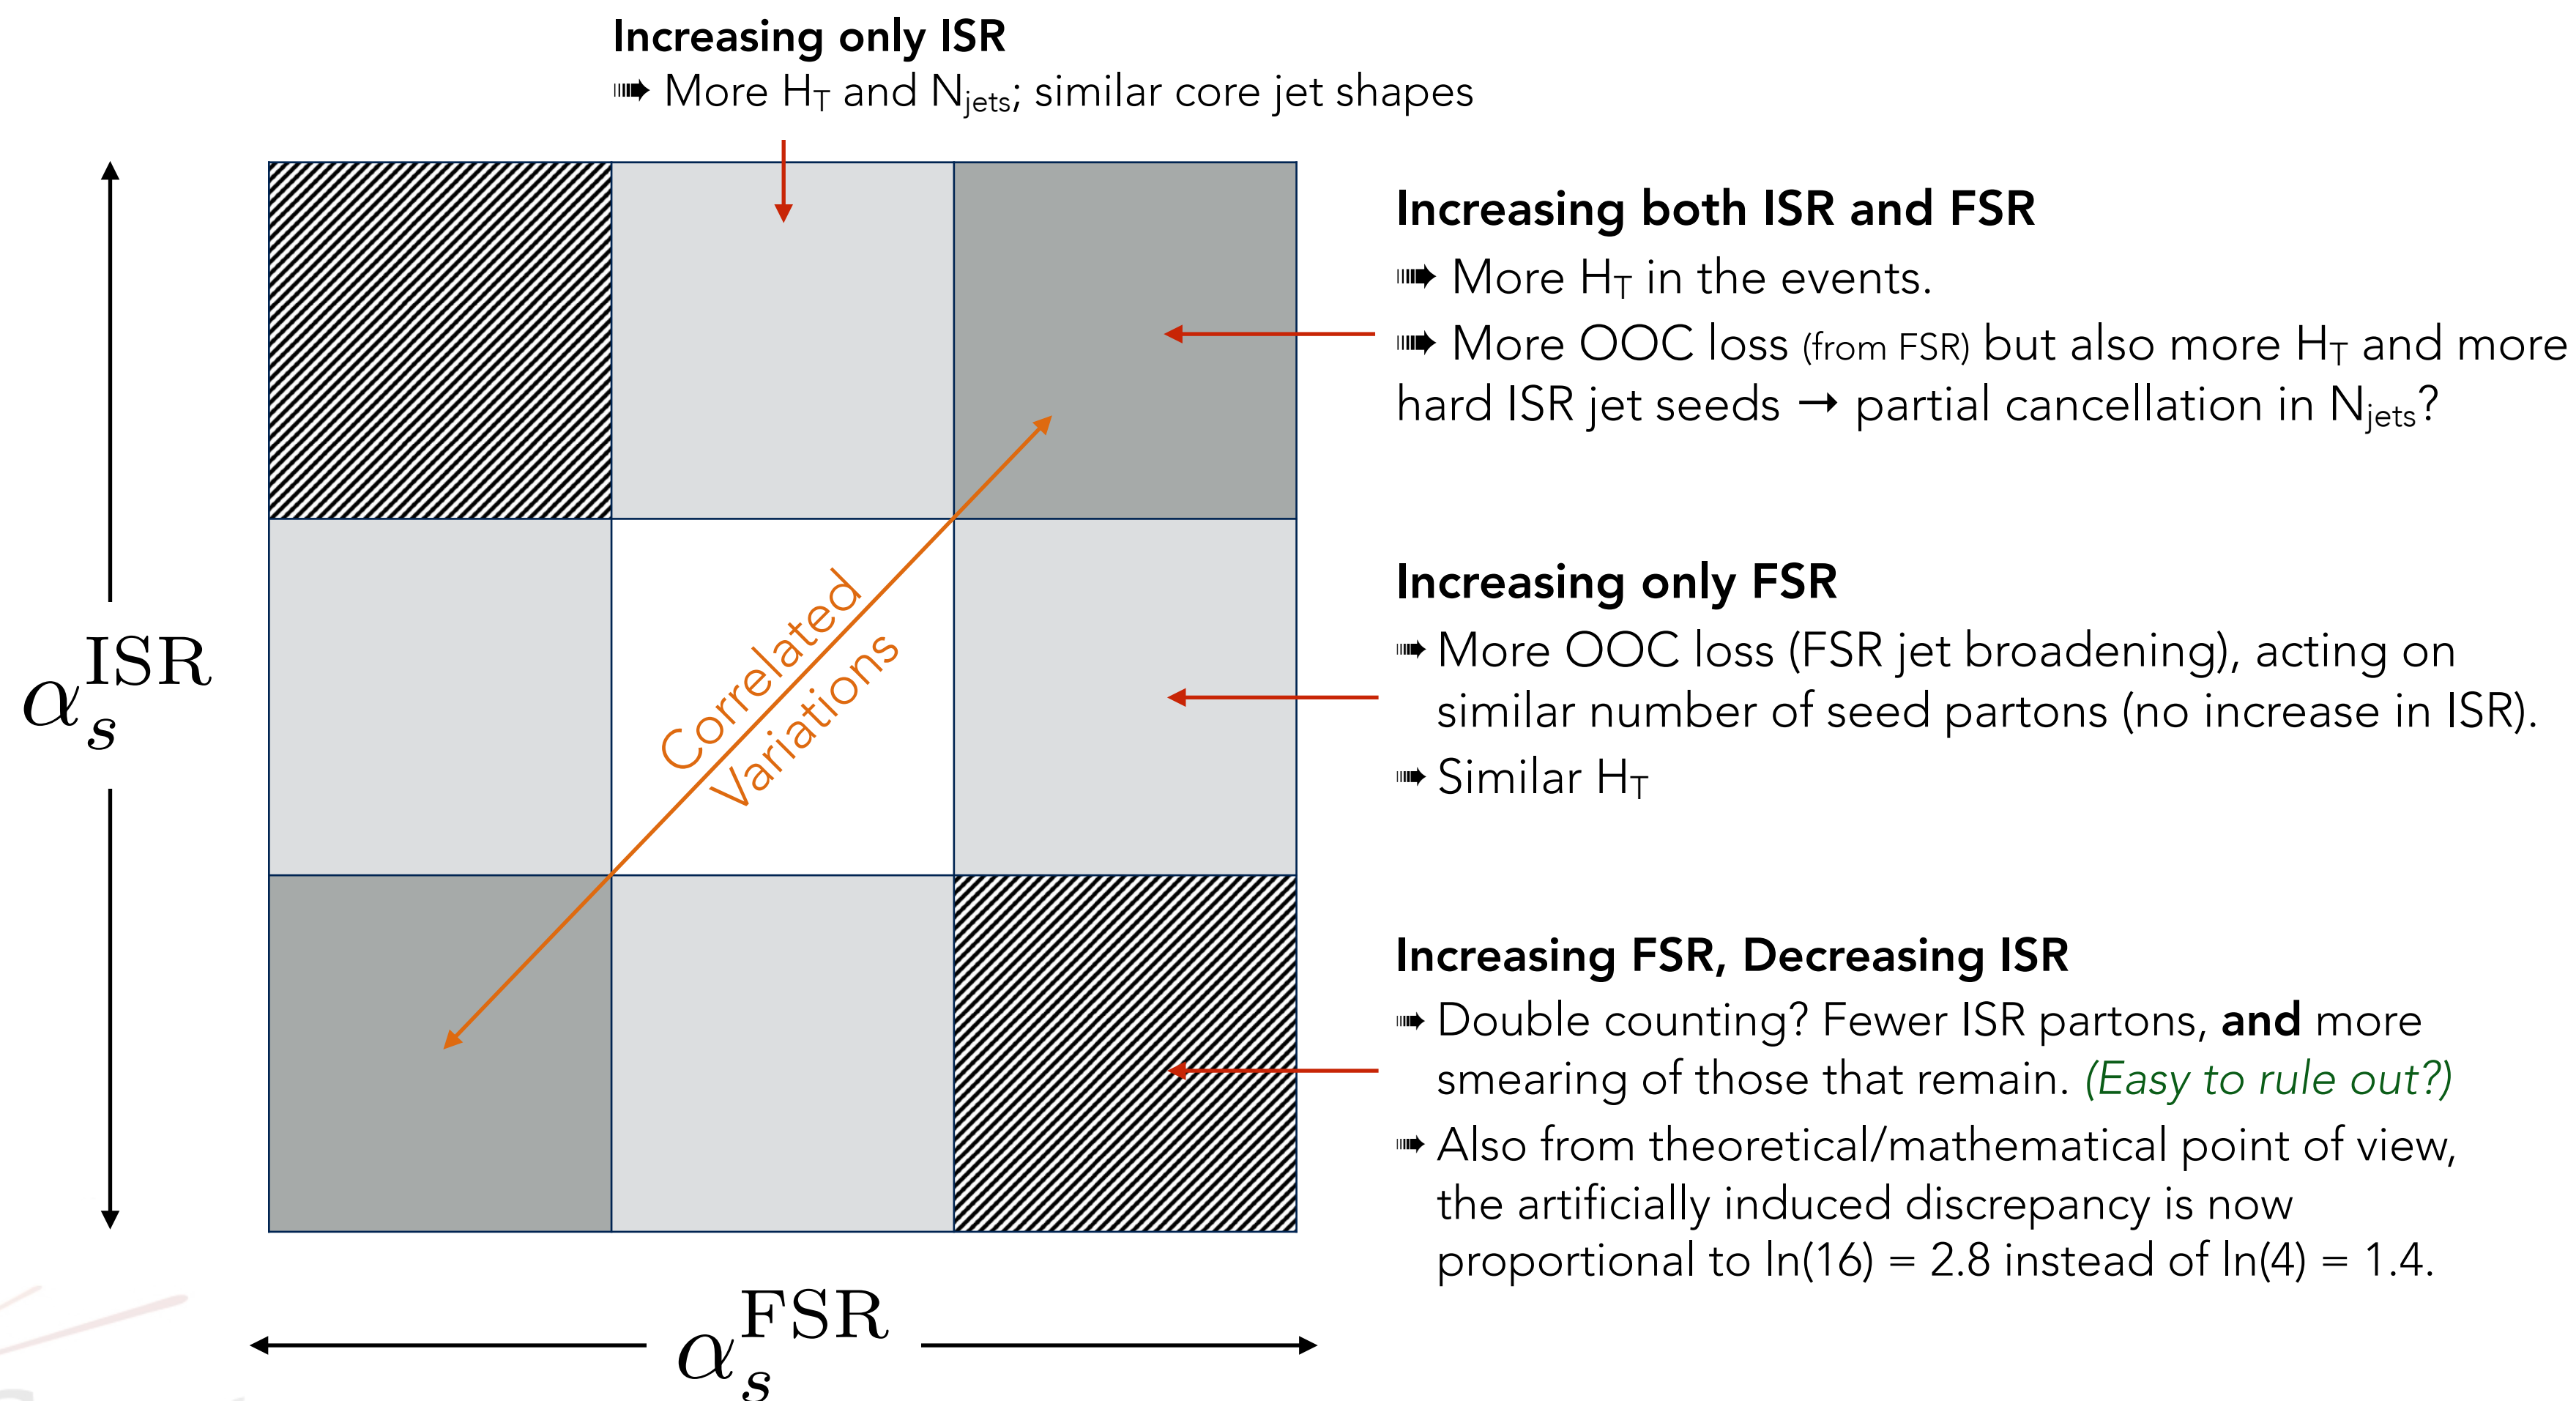 Increasing only ISR
➠ More H_T and N_jets; similar core jet shapes
Increasing both ISR and FSR
➠ More H_T in the events.
➠ More OOC loss (from FSR) but also more H_T and more
hard ISR jet seeds → partial cancellation in N_jets?
Correlated
Variations
α_s^ISR
Increasing only FSR
➠ More OOC loss (FSR jet broadening), acting on
similar number of seed partons (no increase in ISR).
➠ Similar H_T
Increasing FSR, Decreasing ISR
➠ Double counting? Fewer ISR partons, and more
smearing of those that remain. (Easy to rule out?)
➠ Also from theoretical/mathematical point of view,
the artificially induced discrepancy is now
proportional to ln(16) = 2.8 instead of ln(4) = 1.4.
α_s^FSR